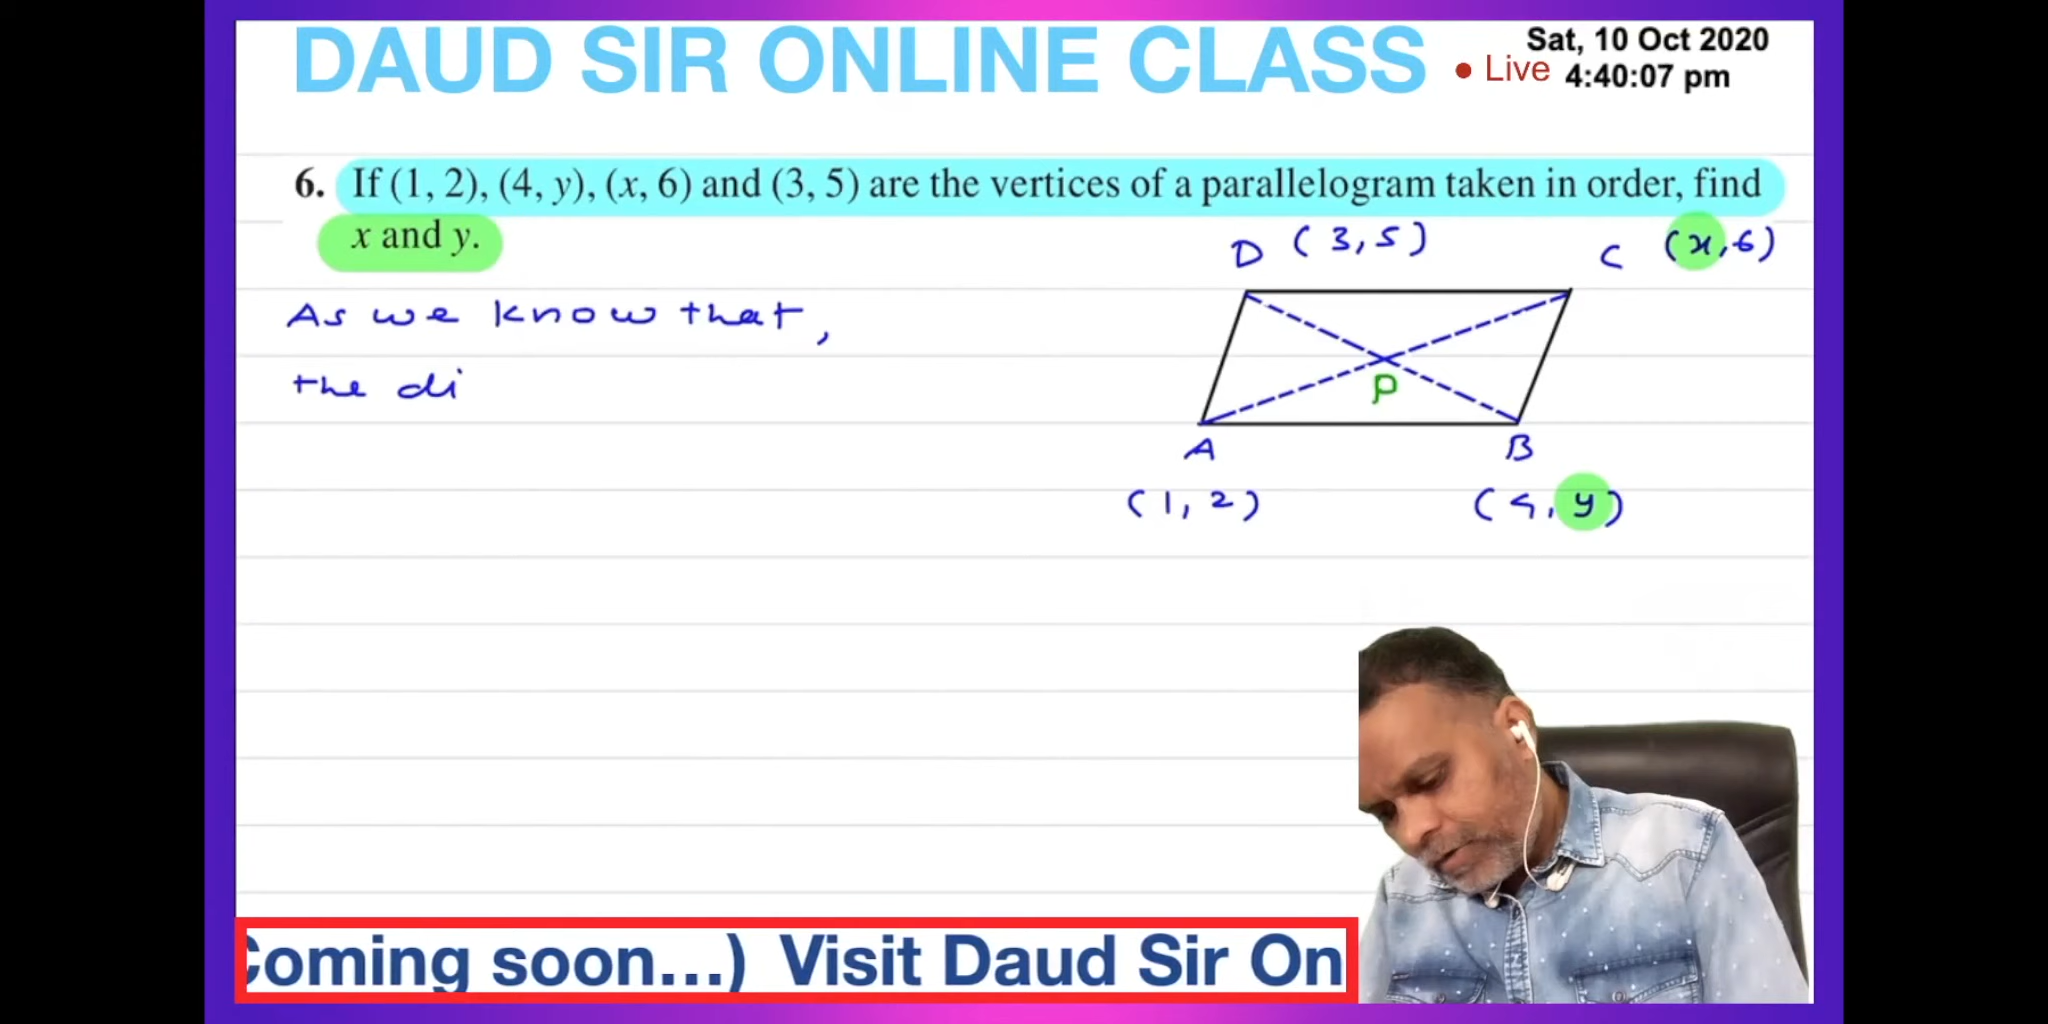 DAUD SIR ONLINE CLASS
Sat, 10 Oct 2020
• Live 4:40:07 pm
6. If (1, 2), (4, y), (x, 6) and (3, 5) are the vertices of a parallelogram taken in order, find
x and y.
D (3,5) C (x,6)
As we know that,
the di
P
A B
(1, 2) (4, y)
Coming soon...) Visit Daud Sir On